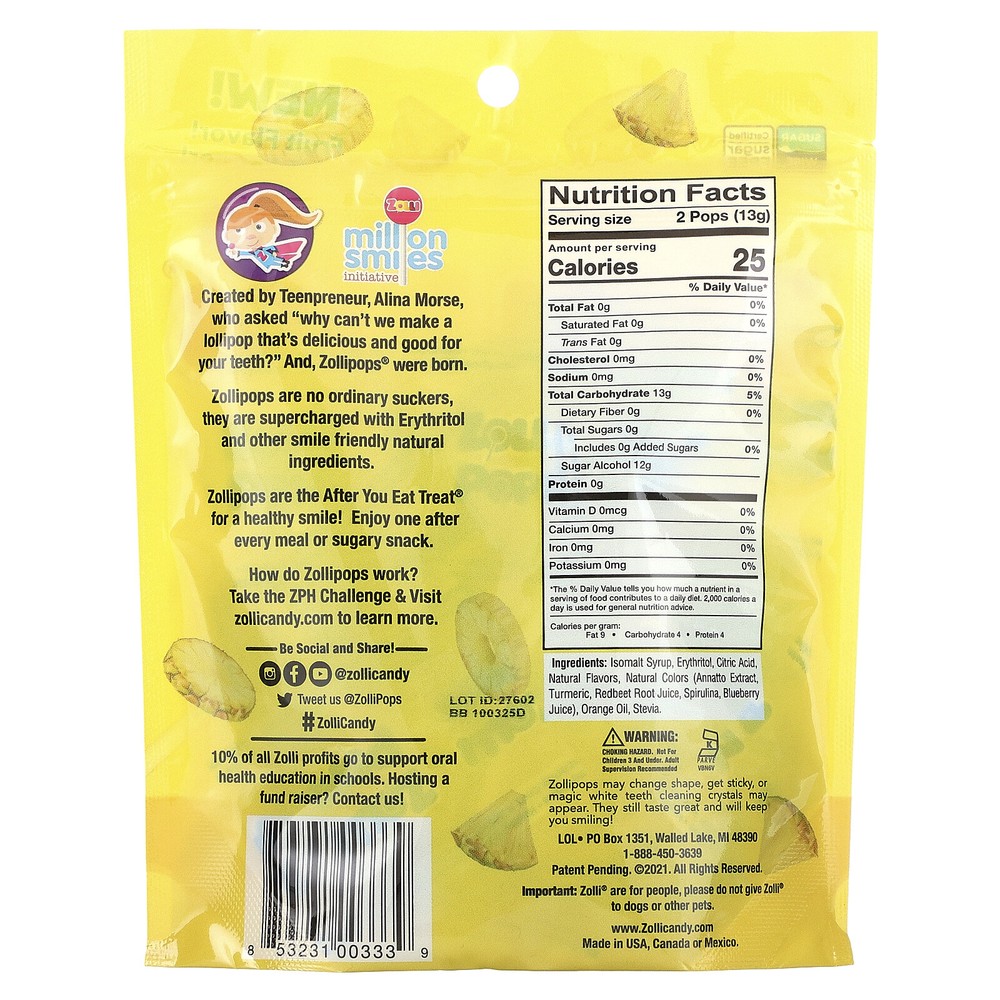 NEW!
Fruit Flavor!
SUGAR
Certified
sugar
Zolli
million
smiles
initiative
Created by Teenpreneur, Alina Morse,
who asked “why can’t we make a
lollipop that’s delicious and good for
your teeth?” And, Zollipops® were born.
Zollipops are no ordinary suckers,
they are supercharged with Erythritol
and other smile friendly natural
ingredients.
Zollipops are the After You Eat Treat®
for a healthy smile! Enjoy one after
every meal or sugary snack.
How do Zollipops work?
Take the ZPH Challenge & Visit
zollicandy.com to learn more.
Be Social and Share!
@zollicandy
Tweet us @ZolliPops
#ZolliCandy
10% of all Zolli profits go to support oral
health education in schools. Hosting a
fund raiser? Contact us!
8 53231 00333 9
LOT ID:27602
BB 100325D
Nutrition Facts
Serving size 2 Pops (13g)
Amount per serving
Calories 25
% Daily Value*
Total Fat 0g 0%
Saturated Fat 0g 0%
Trans Fat 0g
Cholesterol 0mg 0%
Sodium 0mg 0%
Total Carbohydrate 13g 5%
Dietary Fiber 0g 0%
Total Sugars 0g
Includes 0g Added Sugars 0%
Sugar Alcohol 12g
Protein 0g
Vitamin D 0mcg 0%
Calcium 0mg 0%
Iron 0mg 0%
Potassium 0mg 0%
*The % Daily Value tells you how much a nutrient in a
serving of food contributes to a daily diet. 2,000 calories a
day is used for general nutrition advice.
Calories per gram:
Fat 9 • Carbohydrate 4 • Protein 4
Ingredients: Isomalt Syrup, Erythritol, Citric Acid,
Natural Flavors, Natural Colors (Annatto Extract,
Turmeric, Redbeet Root Juice, Spirulina, Blueberry
Juice), Orange Oil, Stevia.
WARNING:
CHOKING HAZARD. Not For
Children 3 And Under. Adult
Supervision Recommended
K
PARVE
VBN6V
Zollipops may change shape, get sticky, or
magic white teeth cleaning crystals may
appear. They still taste great and will keep
you smiling!
LOL• PO Box 1351, Walled Lake, MI 48390
1-888-450-3639
Patent Pending. ©2021. All Rights Reserved.
Important: Zolli® are for people, please do not give Zolli®
to dogs or other pets.
www.Zollicandy.com
Made in USA, Canada or Mexico.